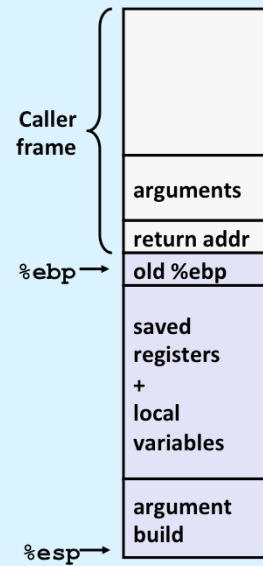 Caller
frame
arguments
return addr
%ebp
old %ebp
saved
registers
+
local
variables
argument
build
%esp